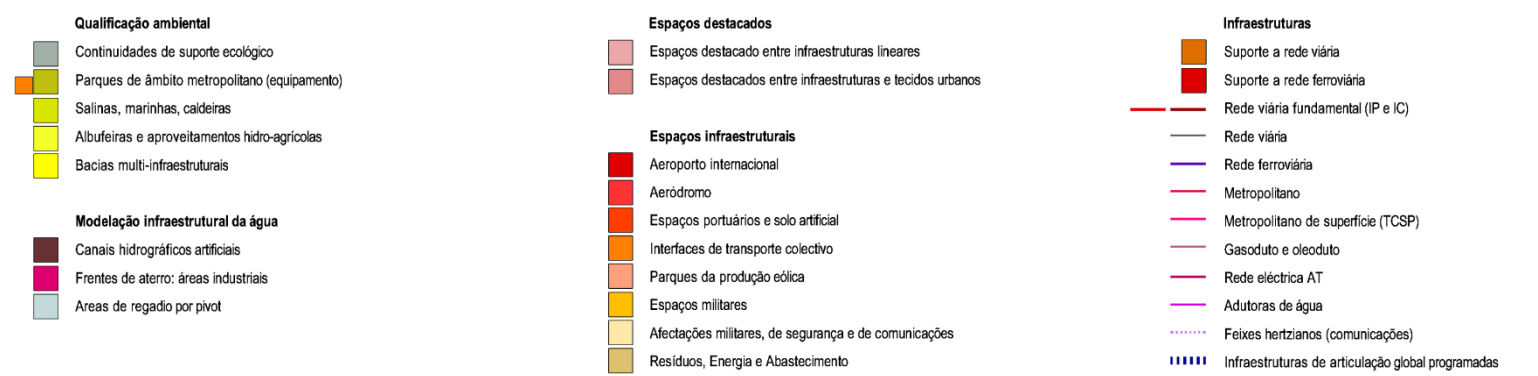 Qualificação ambiental
Continuidades de suporte ecológico
Parques de âmbito metropolitano (equipamento)
Salinas, marinhas, caldeiras
Albufeiras e aproveitamentos hidro-agrícolas
Bacias multi-infraestruturais
Modelação infraestrutural da água
Canais hidrográficos artificiais
Frentes de aterro: áreas industriais
Areas de regadio por pivot
Espaços destacados
Espaços destacado entre infraestruturas lineares
Espaços destacados entre infraestruturas e tecidos urbanos
Espaços infraestruturais
Aeroporto internacional
Aeródromo
Espaços portuários e solo artificial
Interfaces de transporte colectivo
Parques da produção eólica
Espaços militares
Afectações militares, de segurança e de comunicações
Resíduos, Energia e Abastecimento
Infraestruturas
Suporte a rede viária
Suporte a rede ferroviária
Rede viária fundamental (IP e IC)
Rede viária
Rede ferroviária
Metropolitano
Metropolitano de superfície (TCSP)
Gasoduto e oleoduto
Rede eléctrica AT
Adutoras de água
Feixes hertzianos (comunicações)
Infraestruturas de articulação global programadas